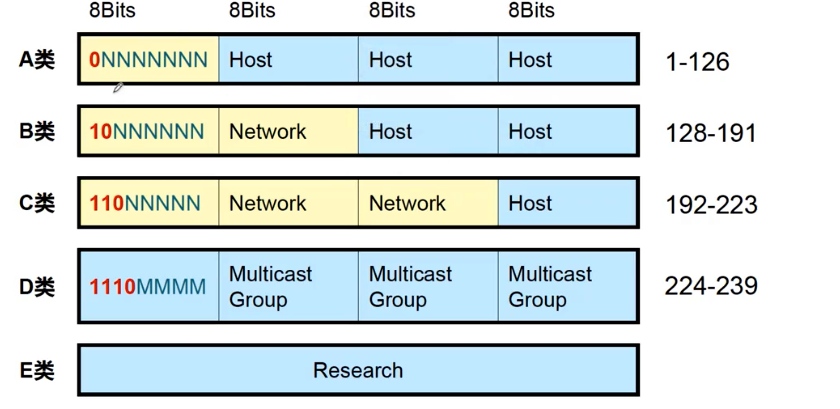 8Bits 8Bits 8Bits 8Bits
A类 0NNNNNNN Host Host Host 1-126
B类 10NNNNNN Network Host Host 128-191
C类 110NNNNN Network Network Host 192-223
D类 1110MMMM Multicast Group Multicast Group Multicast Group 224-239
E类 Research